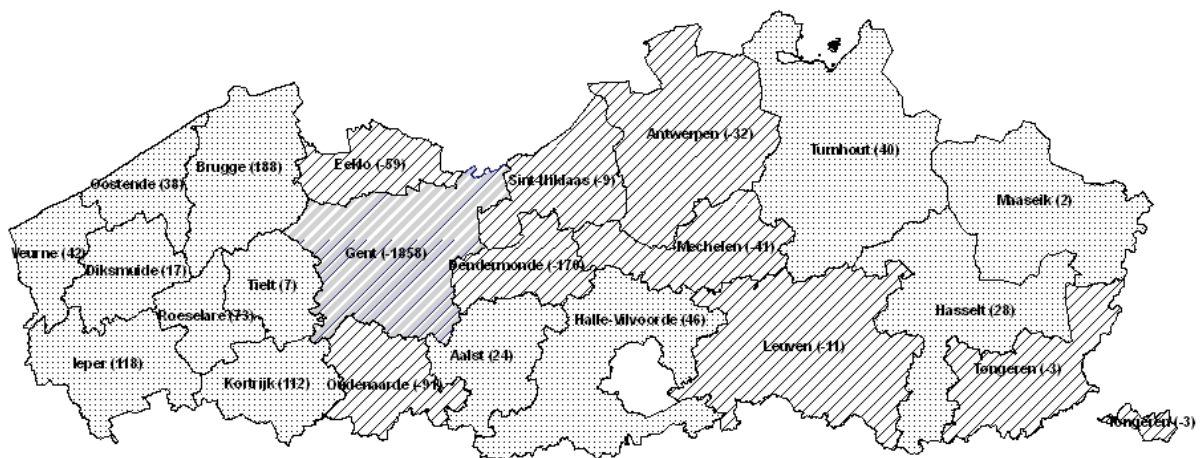 Antwerpen (-32)
Turnhout (40)
Brugge (188)
Eeklo (-59)
Oostende (38)
Sint-Niklaas (-9)
Maaseik (2)
Veurne (42)
Gent (-1858)
Mechelen (-41)
Diksmuide (17)
Dendermonde (-170)
Tielt (7)
Roeselare (73)
Halle-Vilvoorde (46)
Hasselt (28)
Ieper (118)
Aalst (24)
Leuven (-11)
Kortrijk (112)
Oudenaarde (-91)
Tongeren (-3)
Tongeren (-3)